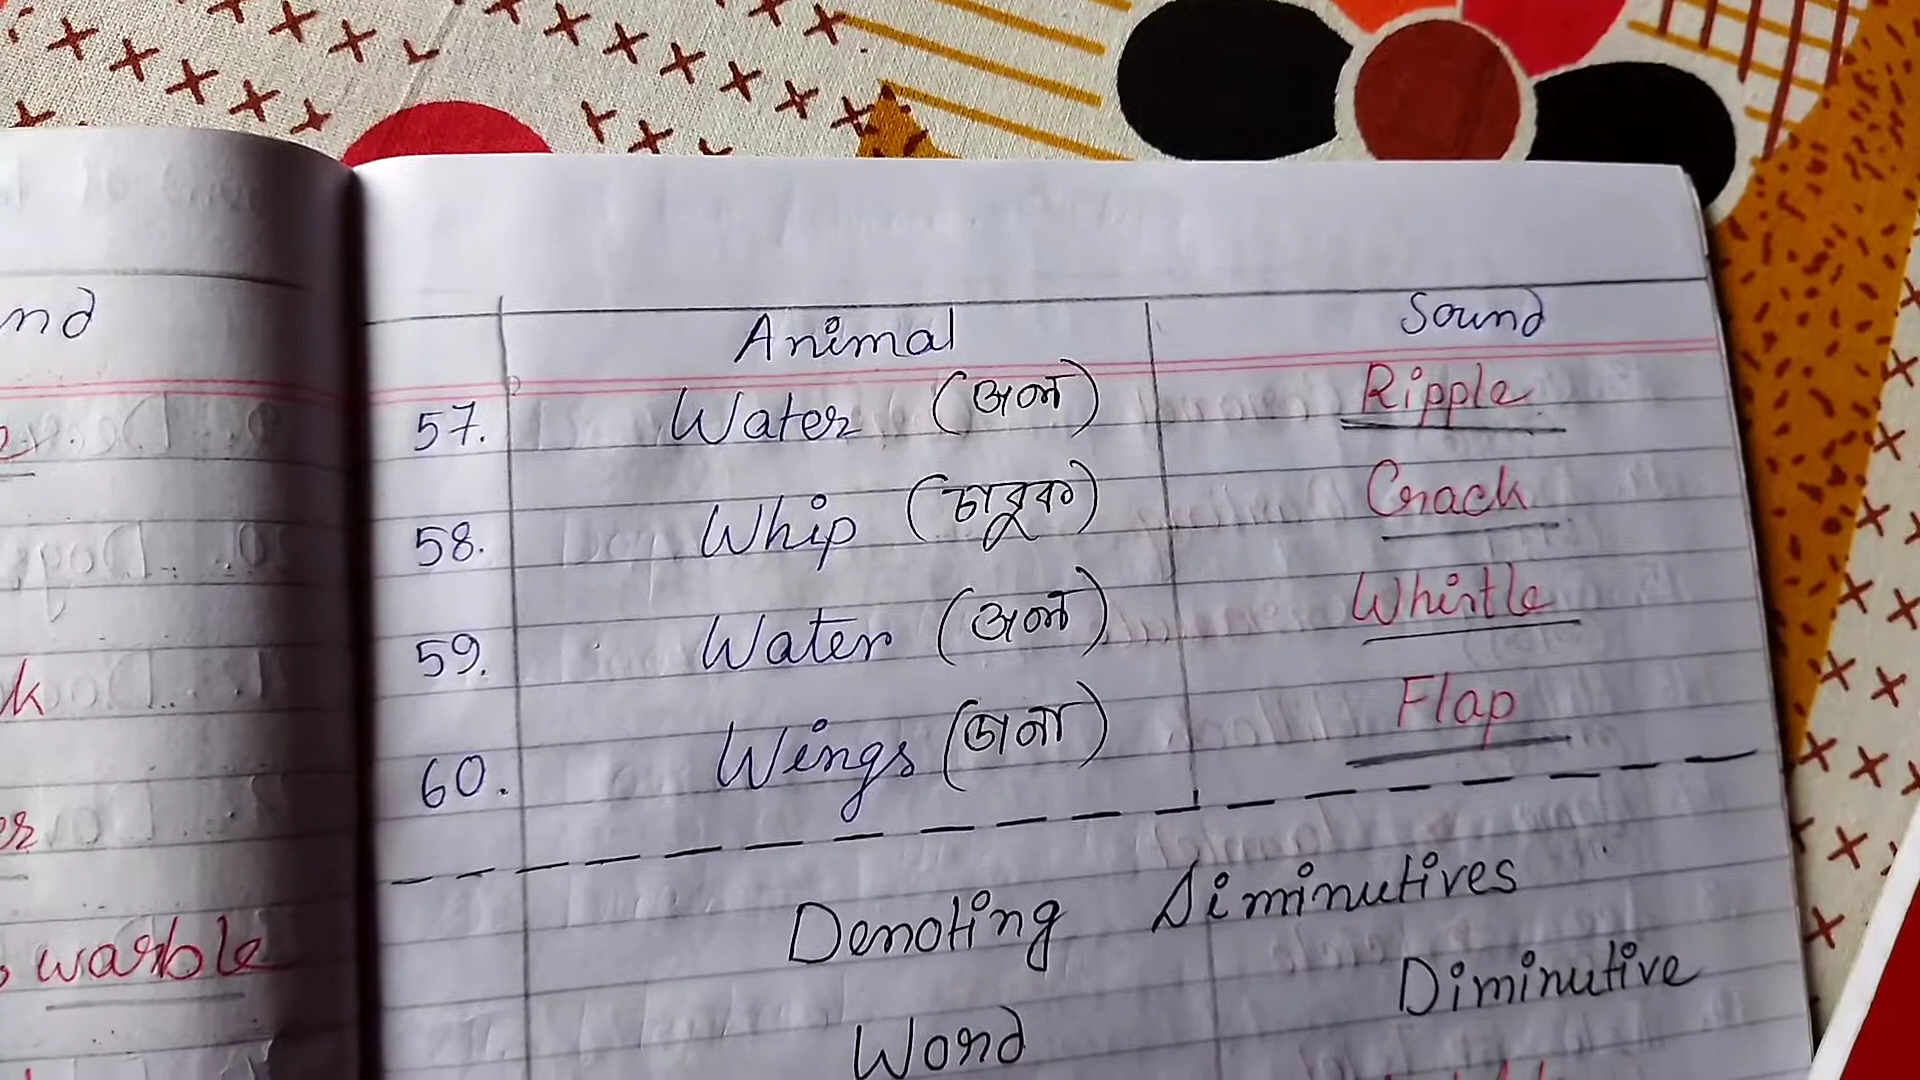 nd
Animal Sound
57. Water (জল) Ripple
58. Whip (চাবুক) Crack
59. Water (জল) Whistle
60. Wings (ডানা) Flap
warble
Denoting Diminutives
Word Diminutive